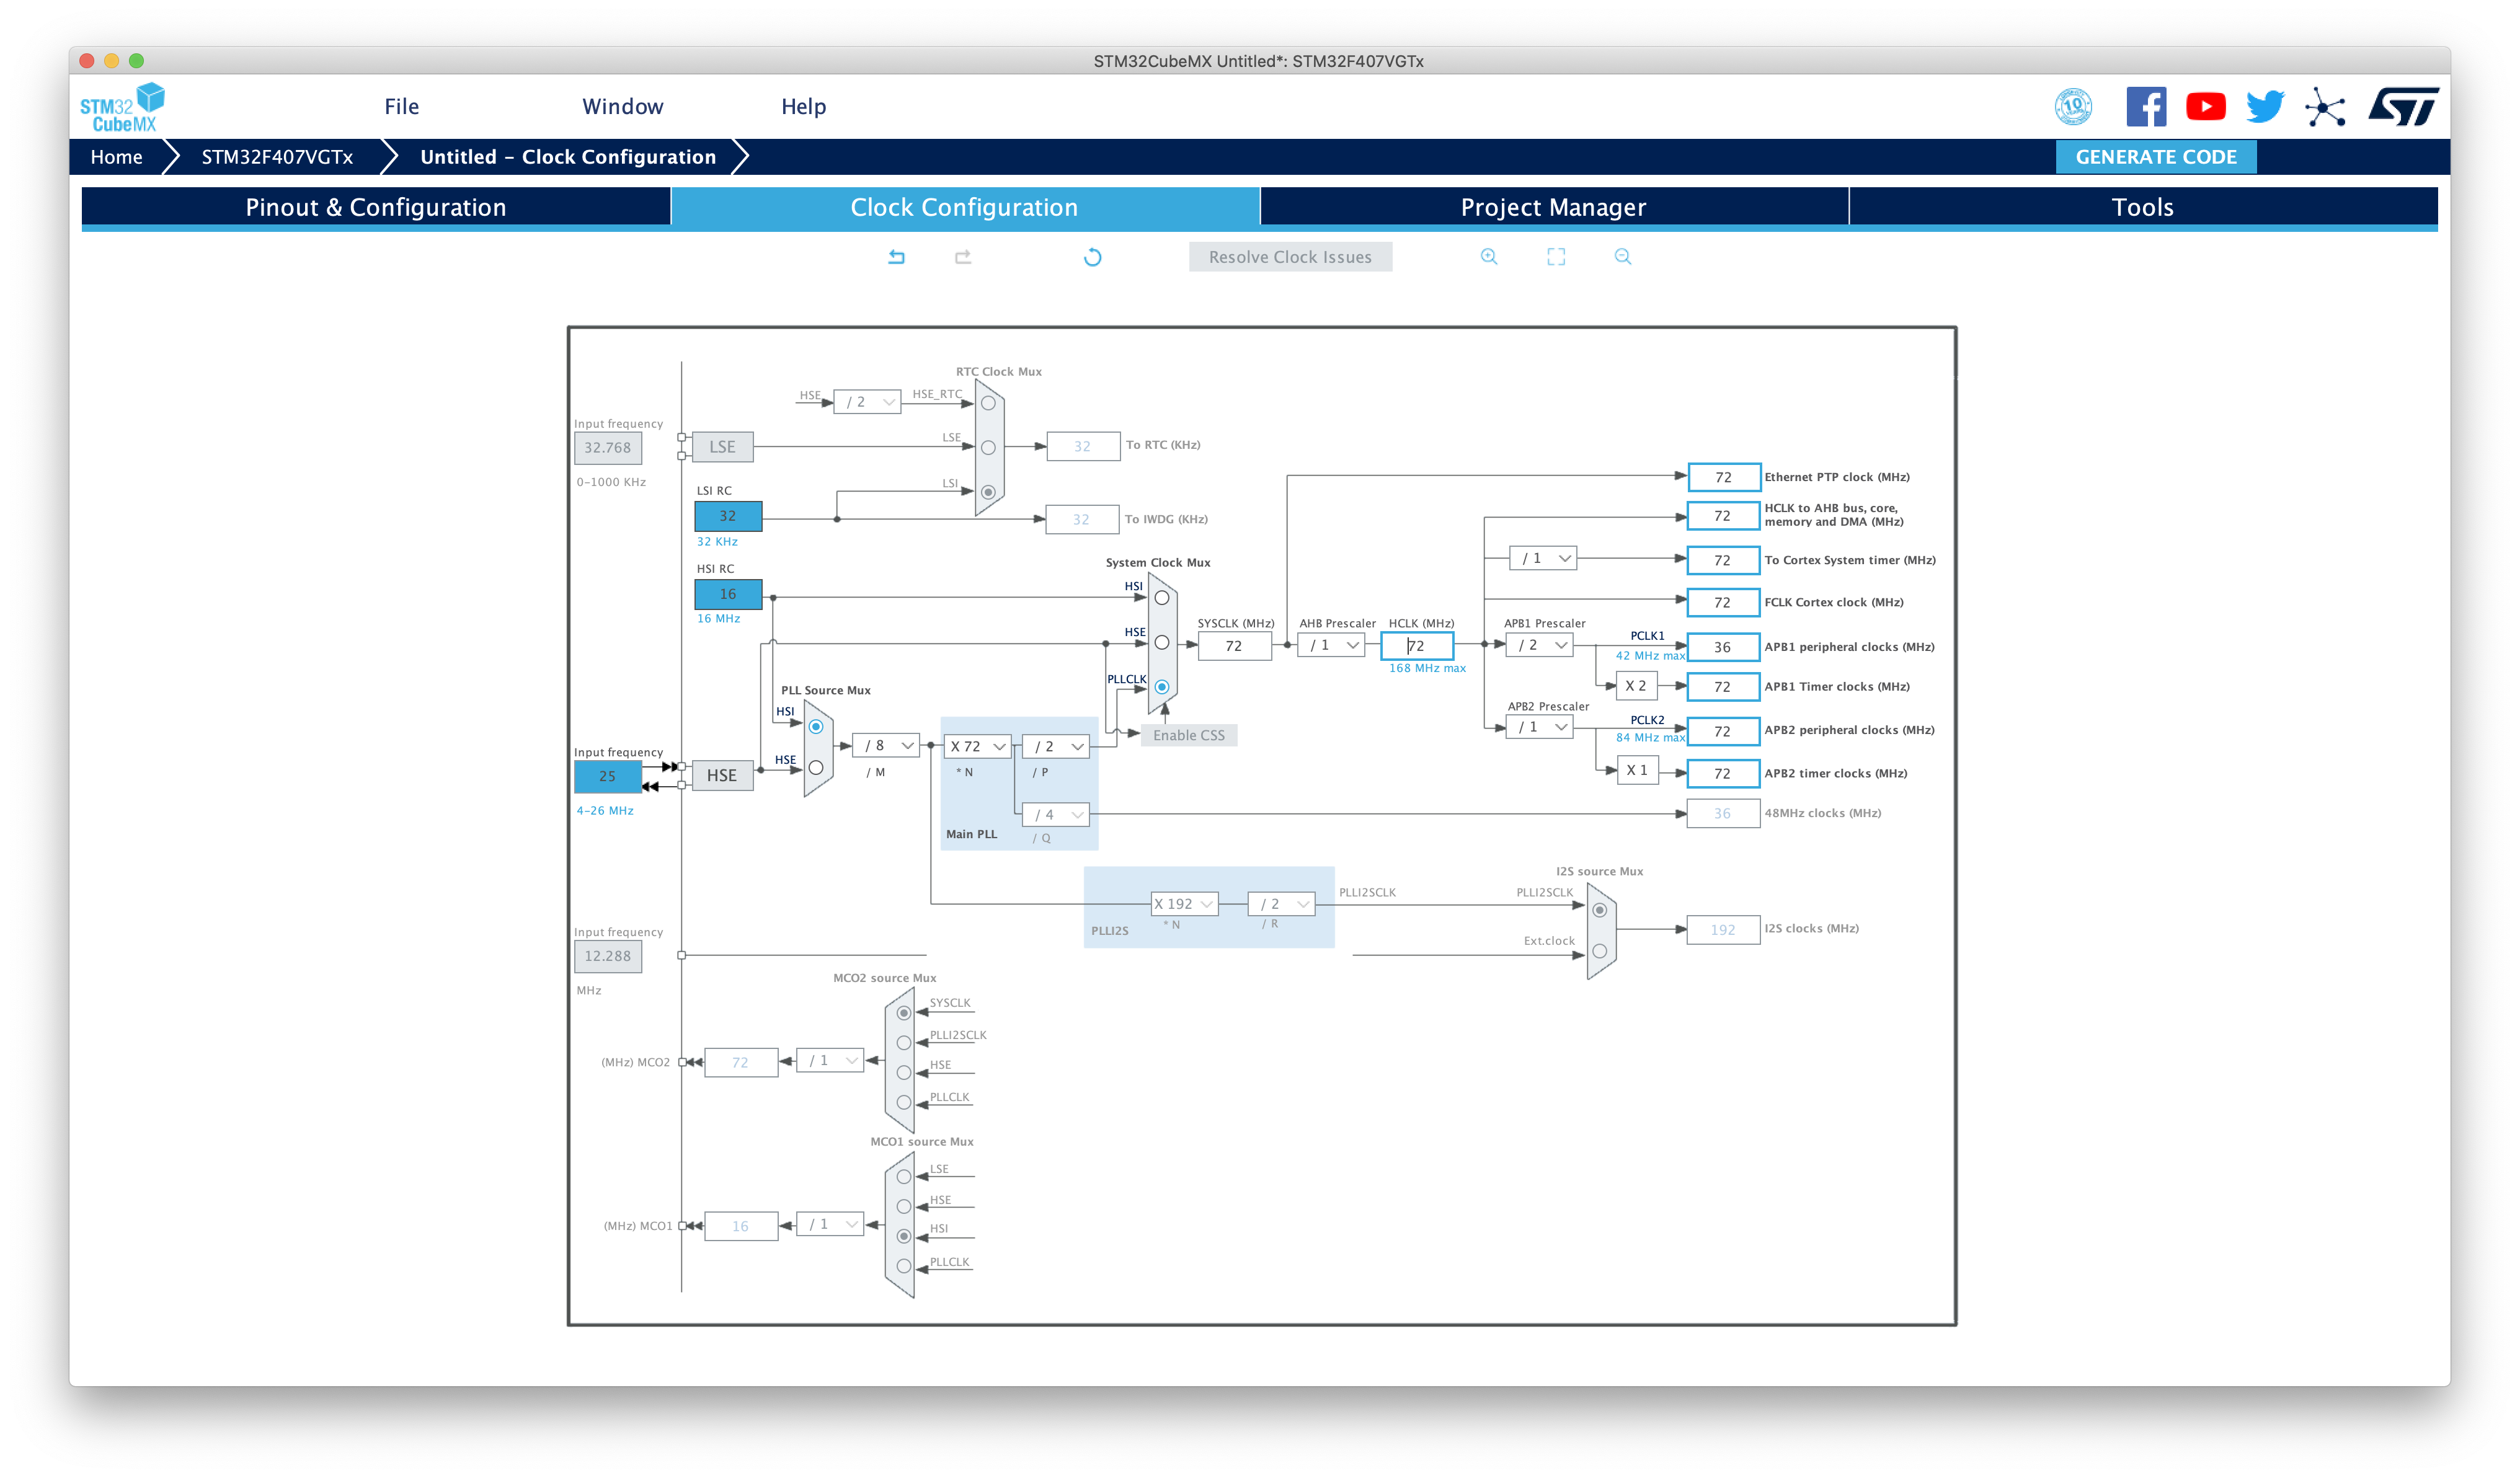 STM32CubeMX Untitled*: STM32F407VGTx
STM32
CubeMX
File
Window
Help
10
ST
Home
STM32F407VGTx
Untitled – Clock Configuration
GENERATE CODE
Pinout & Configuration
Clock Configuration
Project Manager
Tools
Resolve Clock Issues
RTC Clock Mux
HSE
/ 2
HSE_RTC
Input frequency
32.768
0-1000 KHz
LSE
LSE
32
To RTC (KHz)
LSI
LSI RC
32
32 KHz
32
To IWDG (KHz)
HSI RC
16
16 MHz
System Clock Mux
HSI
HSE
PLLCLK
Enable CSS
SYSCLK (MHz)
72
AHB Prescaler
/ 1
HCLK (MHz)
72
168 MHz max
72
Ethernet PTP clock (MHz)
72
HCLK to AHB bus, core,
memory and DMA (MHz)
/ 1
72
To Cortex System timer (MHz)
72
FCLK Cortex clock (MHz)
APB1 Prescaler
/ 2
PCLK1
42 MHz max
36
APB1 peripheral clocks (MHz)
X 2
72
APB1 Timer clocks (MHz)
APB2 Prescaler
/ 1
PCLK2
84 MHz max
72
APB2 peripheral clocks (MHz)
X 1
72
APB2 timer clocks (MHz)
36
48MHz clocks (MHz)
PLL Source Mux
HSI
HSE
Input frequency
25
4-26 MHz
HSE
/ 8
/ M
X 72
* N
/ 2
/ P
/ 4
/ Q
Main PLL
X 192
* N
/ 2
/ R
PLLI2S
PLLI2SCLK
I2S source Mux
PLLI2SCLK
Ext.clock
192
I2S clocks (MHz)
Input frequency
12.288
MHz
MCO2 source Mux
SYSCLK
PLLI2SCLK
HSE
PLLCLK
(MHz) MCO2
72
/ 1
MCO1 source Mux
LSE
HSE
HSI
PLLCLK
(MHz) MCO1
16
/ 1